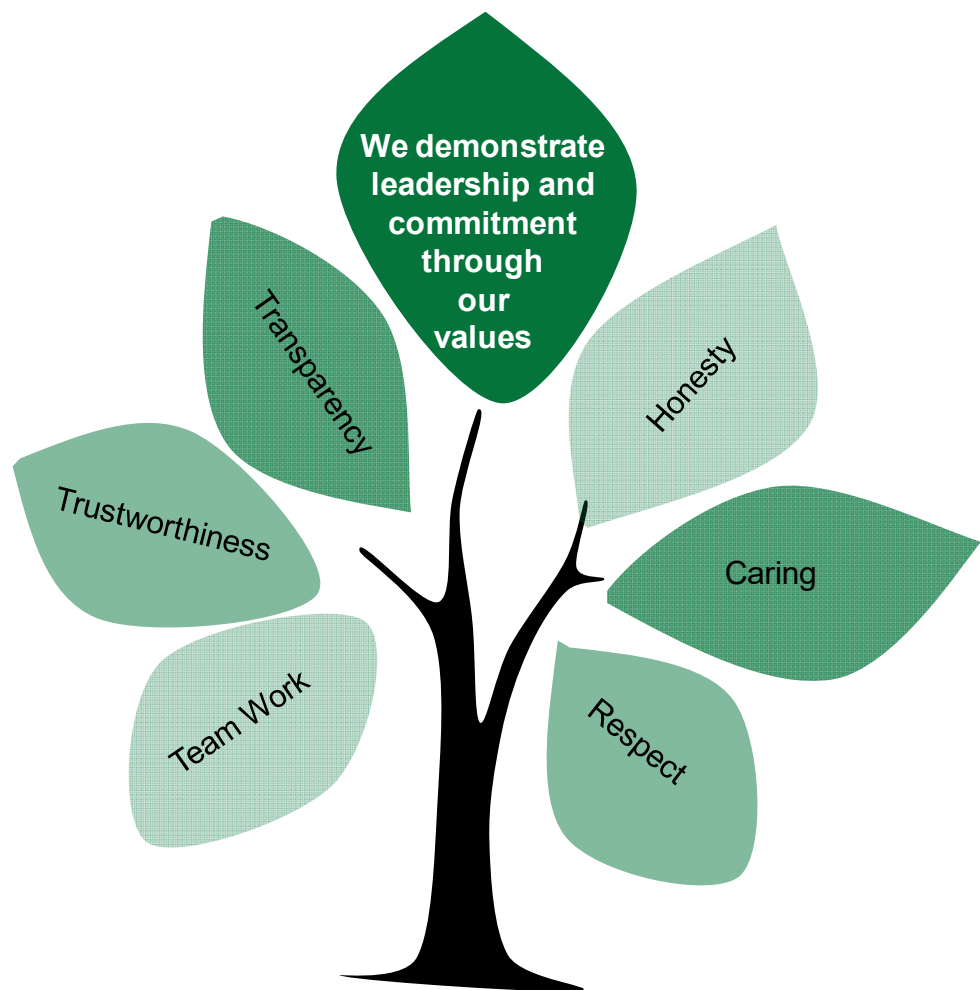 We demonstrate
leadership and
commitment
through
our
values
Transparency
Honesty
Trustworthiness
Caring
Team Work
Respect